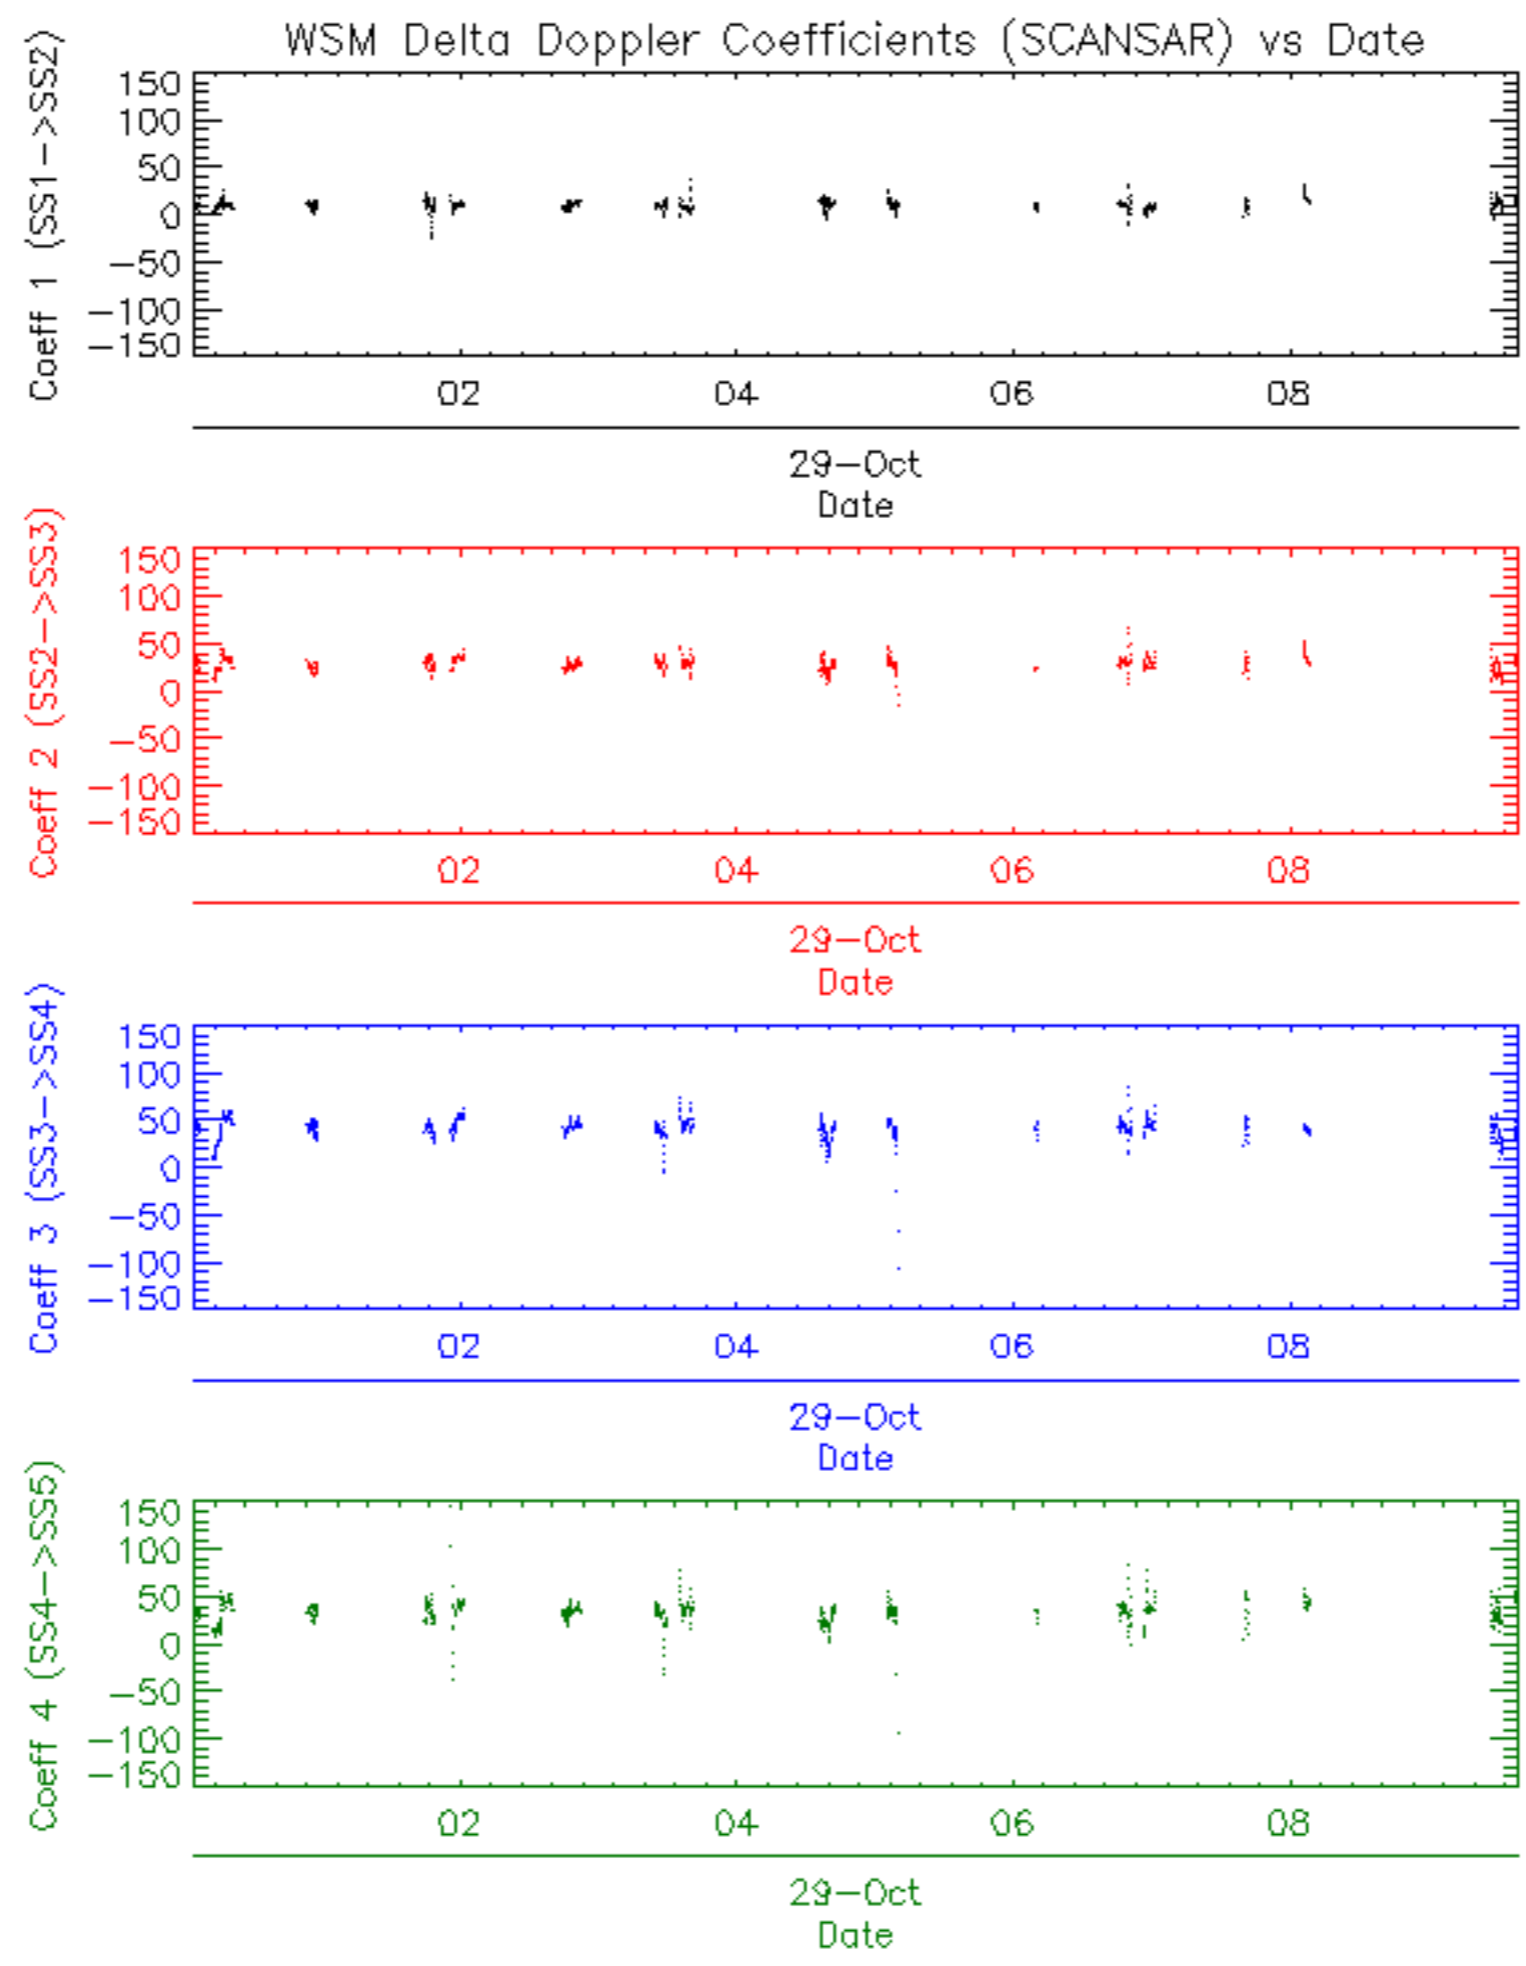 WSM Delta Doppler Coefficients (SCANSAR) vs Date
Coeff 1 (SS1->SS2)
150
100
50
0
-50
-100
-150
02 04 06 08
29-Oct
Date
Coeff 2 (SS2->SS3)
150
100
50
0
-50
-100
-150
02 04 06 08
29-Oct
Date
Coeff 3 (SS3->SS4)
150
100
50
0
-50
-100
-150
02 04 06 08
29-Oct
Date
Coeff 4 (SS4->SS5)
150
100
50
0
-50
-100
-150
02 04 06 08
29-Oct
Date